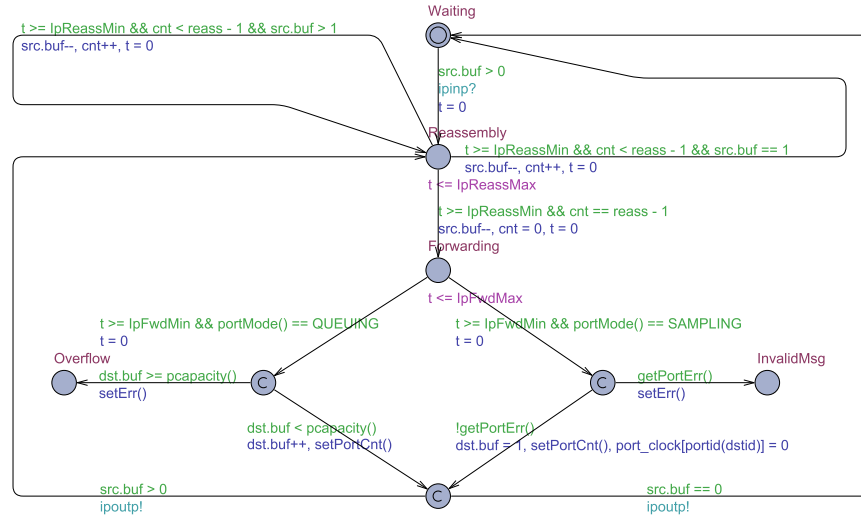 Waiting
t >= IpReassMin && cnt < reass - 1 && src.buf > 1
src.buf--, cnt++, t = 0
src.buf > 0
ipinp?
t = 0
Reassembly
t >= IpReassMin && cnt < reass - 1 && src.buf == 1
src.buf--, cnt++, t = 0
t <= IpReassMax
t >= IpReassMin && cnt == reass - 1
src.buf--, cnt = 0, t = 0
Forwarding
t <= IpFwdMax
t >= IpFwdMin && portMode() == QUEUING
t = 0
t >= IpFwdMin && portMode() == SAMPLING
t = 0
Overflow
dst.buf >= pcapacity()
setErr()
C
C
InvalidMsg
getPortErr()
setErr()
dst.buf < pcapacity()
dst.buf++, setPortCnt()
!getPortErr()
dst.buf = 1, setPortCnt(), port_clock[portid(dstid)] = 0
src.buf > 0
ipoutp!
C
src.buf == 0
ipoutp!